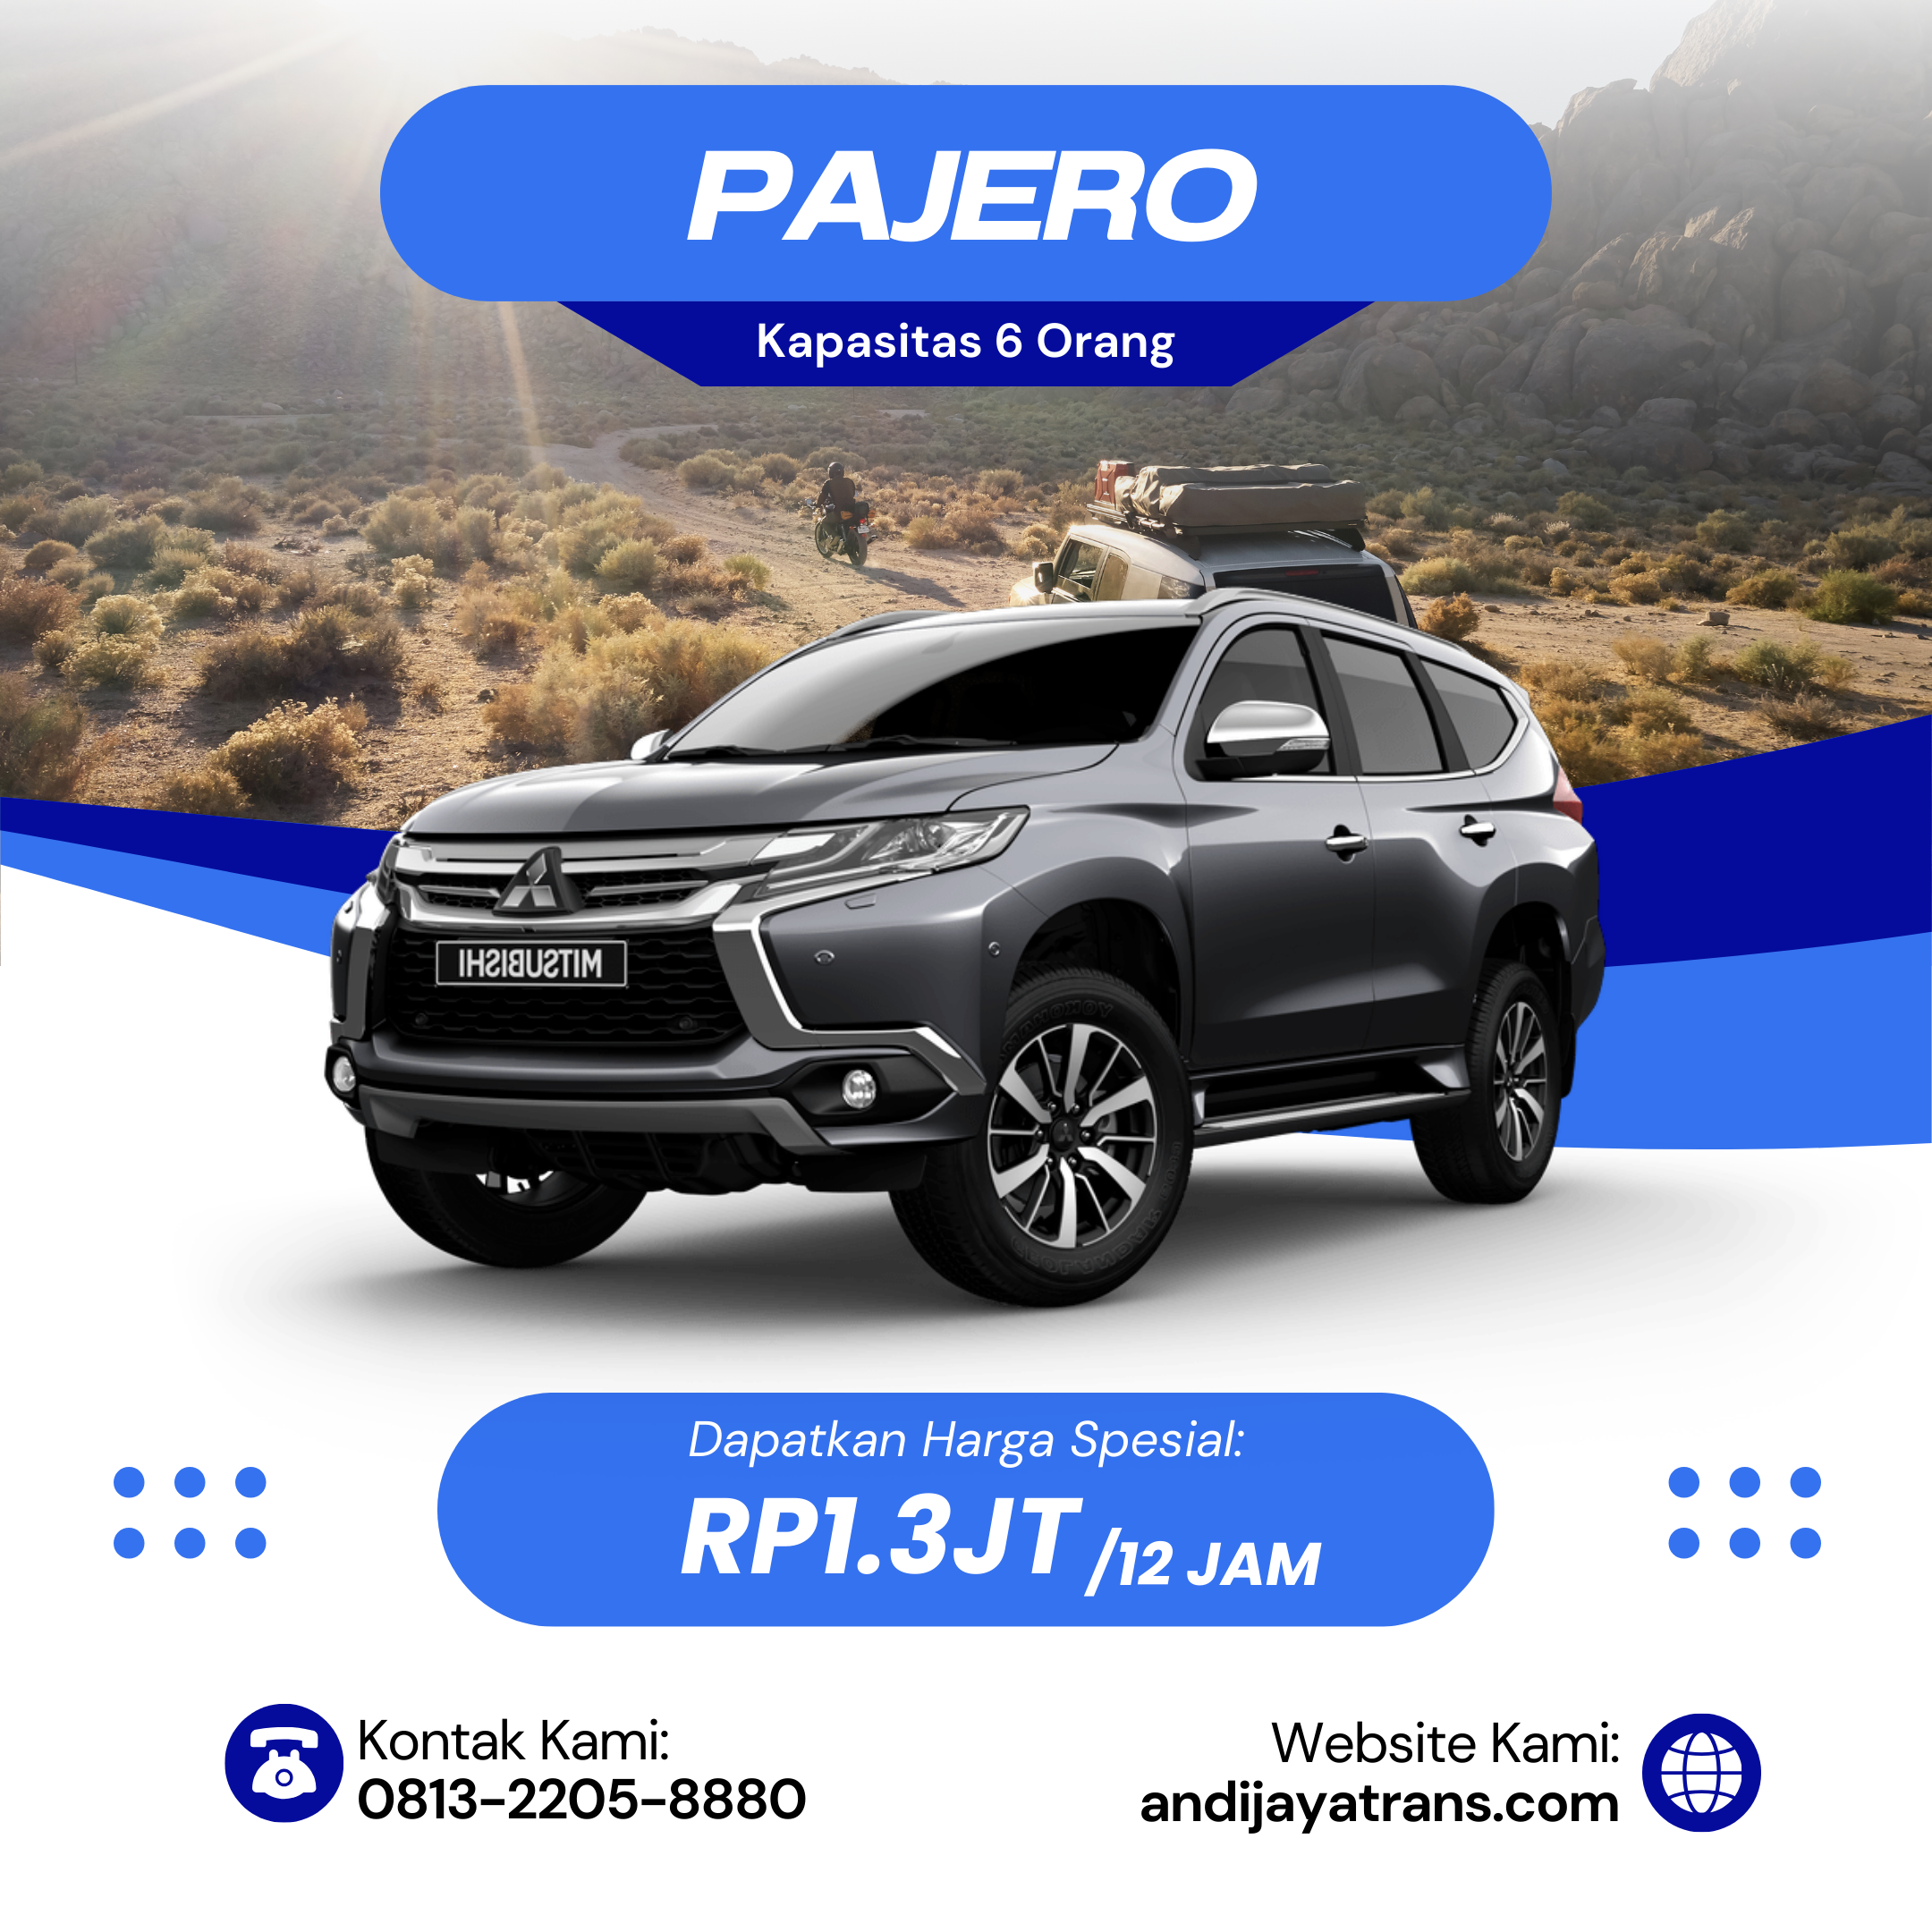 PAJERO
Kapasitas 6 Orang
MITSUBISHI
Dapatkan Harga Spesial:
RP1.3JT /12 JAM
Kontak Kami:
0813-2205-8880
Website Kami:
andijayatrans.com